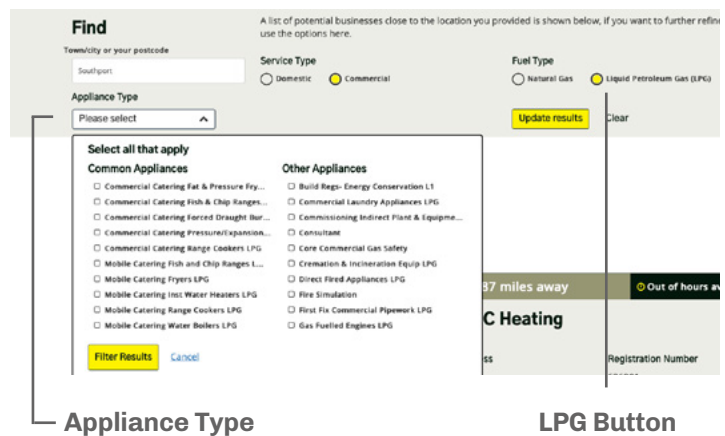 Find
A list of potential businesses close to the location you provided is shown below, if you want to further refine
use the options here.
Town/city or your postcode
Southport
Service Type
Domestic
Commercial
Fuel Type
Natural Gas
Liquid Petroleum Gas (LPG)
Appliance Type
Please select
Update results
Clear
Select all that apply
Common Appliances
Commercial Catering Fat & Pressure Fry...
Commercial Catering Fish & Chip Ranges...
Commercial Catering Forced Draught Bur...
Commercial Catering Pressure/Expansion...
Commercial Catering Range Cookers LPG
Mobile Catering Fish and Chip Ranges L...
Mobile Catering Fryers LPG
Mobile Catering Inst Water Heaters LPG
Mobile Catering Range Cookers LPG
Mobile Catering Water Boilers LPG
Other Appliances
Build Regs- Energy Conservation L1
Commercial Laundry Appliances LPG
Commissioning Indirect Plant & Equipme...
Consultant
Core Commercial Gas Safety
Cremation & Incineration Equip LPG
Direct Fired Appliances LPG
Fire Simulation
First Fix Commercial Pipework LPG
Gas Fuelled Engines LPG
Filter Results
Cancel
87 miles away
Out of hours av
C Heating
ss
Registration Number
Appliance Type
LPG Button